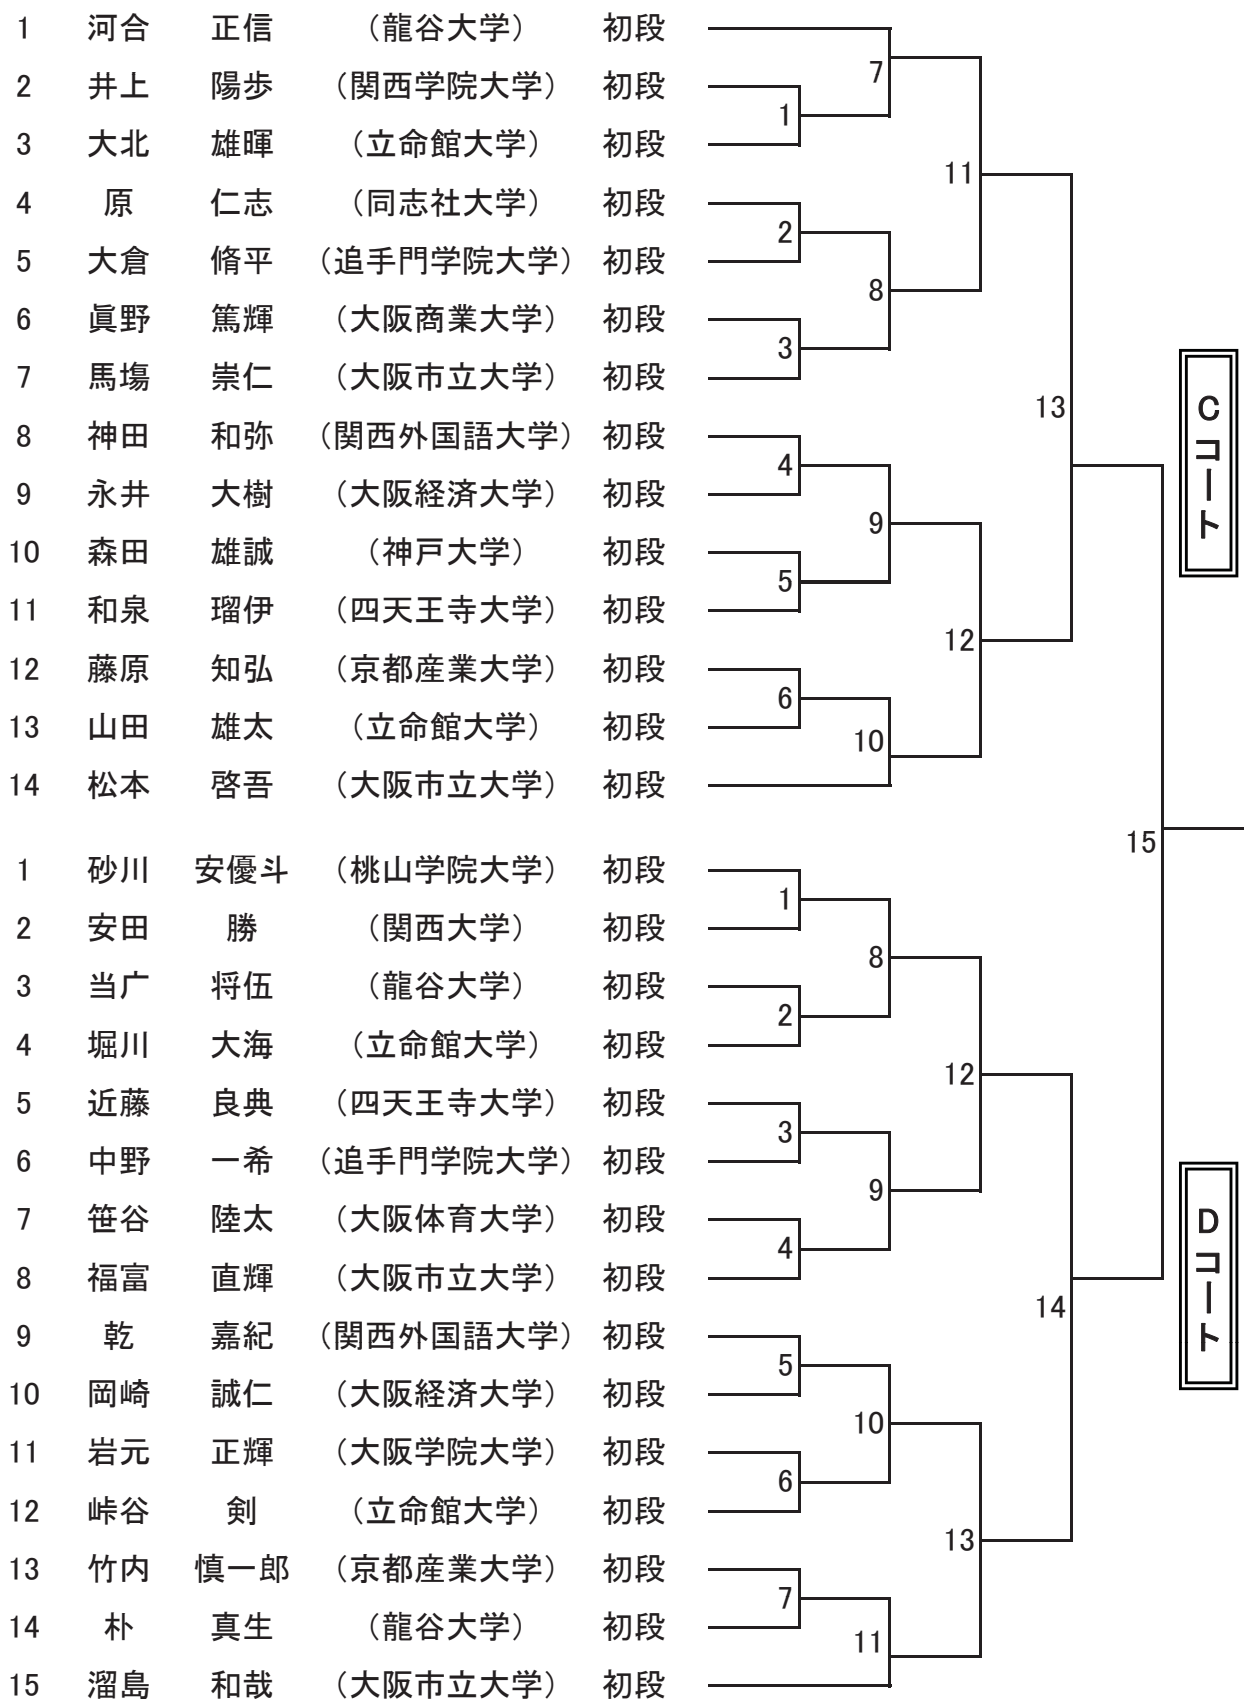 1 河合 正信 （龍谷大学） 初段
2 井上 陽歩 （関西学院大学） 初段
3 大北 雄暉 （立命館大学） 初段
4 原 仁志 （同志社大学） 初段
5 大倉 脩平 （追手門学院大学） 初段
6 眞野 篤輝 （大阪商業大学） 初段
7 馬塲 崇仁 （大阪市立大学） 初段
8 神田 和弥 （関西外国語大学） 初段
9 永井 大樹 （大阪経済大学） 初段
10 森田 雄誠 （神戸大学） 初段
11 和泉 瑠伊 （四天王寺大学） 初段
12 藤原 知弘 （京都産業大学） 初段
13 山田 雄太 （立命館大学） 初段
14 松本 啓吾 （大阪市立大学） 初段
7
1
11
2
8
3
13
4
9
5
12
6
10
Cコート
15
1 砂川 安優斗 （桃山学院大学） 初段
2 安田 勝 （関西大学） 初段
3 当广 将伍 （龍谷大学） 初段
4 堀川 大海 （立命館大学） 初段
5 近藤 良典 （四天王寺大学） 初段
6 中野 一希 （追手門学院大学） 初段
7 笹谷 陸太 （大阪体育大学） 初段
8 福富 直輝 （大阪市立大学） 初段
9 乾 嘉紀 （関西外国語大学） 初段
10 岡崎 誠仁 （大阪経済大学） 初段
11 岩元 正輝 （大阪学院大学） 初段
12 峠谷 剣 （立命館大学） 初段
13 竹内 慎一郎 （京都産業大学） 初段
14 朴 真生 （龍谷大学） 初段
15 溜島 和哉 （大阪市立大学） 初段
1
8
2
12
3
9
4
14
5
10
6
13
7
11
Dコート